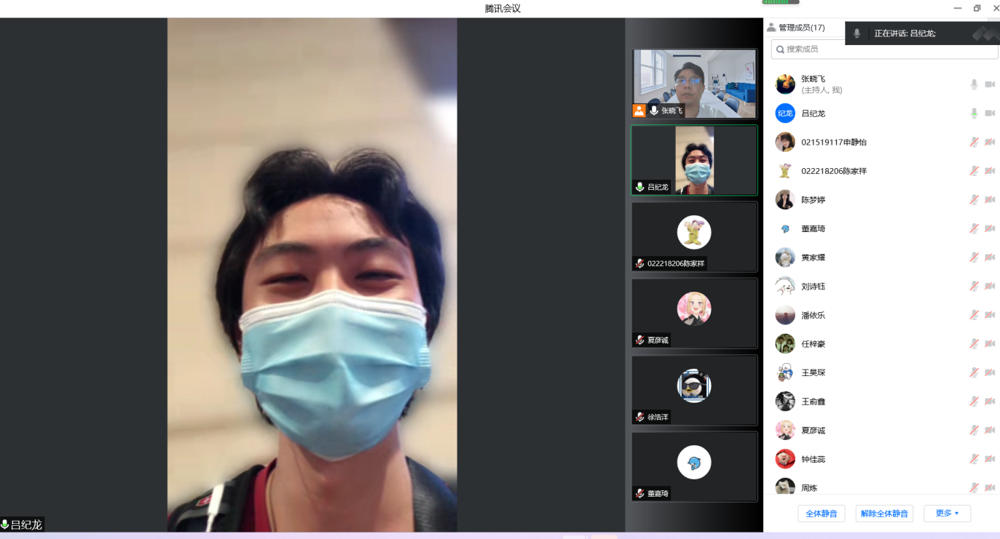 腾讯会议
吕纪龙
张晓飞
吕纪龙
022218206陈家祥
夏彦诚
徐浩洋
董嘉琦
管理成员(17)
正在讲话: 吕纪龙;
搜索成员
张晓飞
(主持人, 我)
纪龙
吕纪龙
021519117申静怡
022218206陈家祥
陈梦婷
董嘉琦
黄家耀
刘诗钰
潘依乐
任梓豪
王昊琛
王俞鑫
夏彦诚
钟佳蕊
周炼
全体静音
解除全体静音
更多